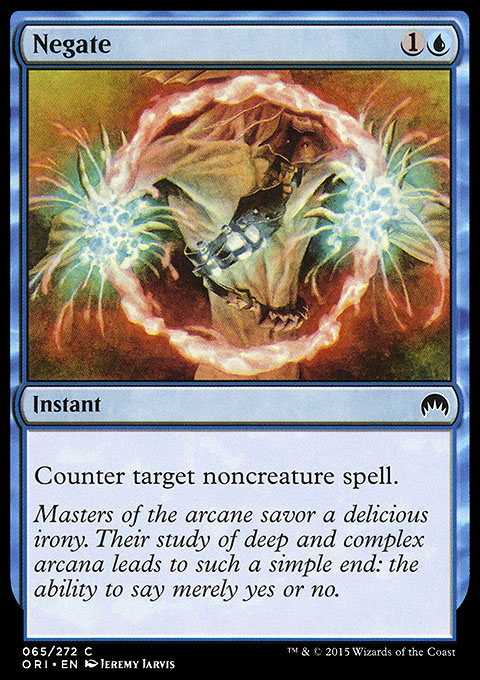 Negate 1
Instant
Counter target noncreature spell.
Masters of the arcane savor a delicious
irony. Their study of deep and complex
arcana leads to such a simple end: the
ability to say merely yes or no.
065/272 C
ORI • EN Jeremy Jarvis
™ & © 2015 Wizards of the Coast